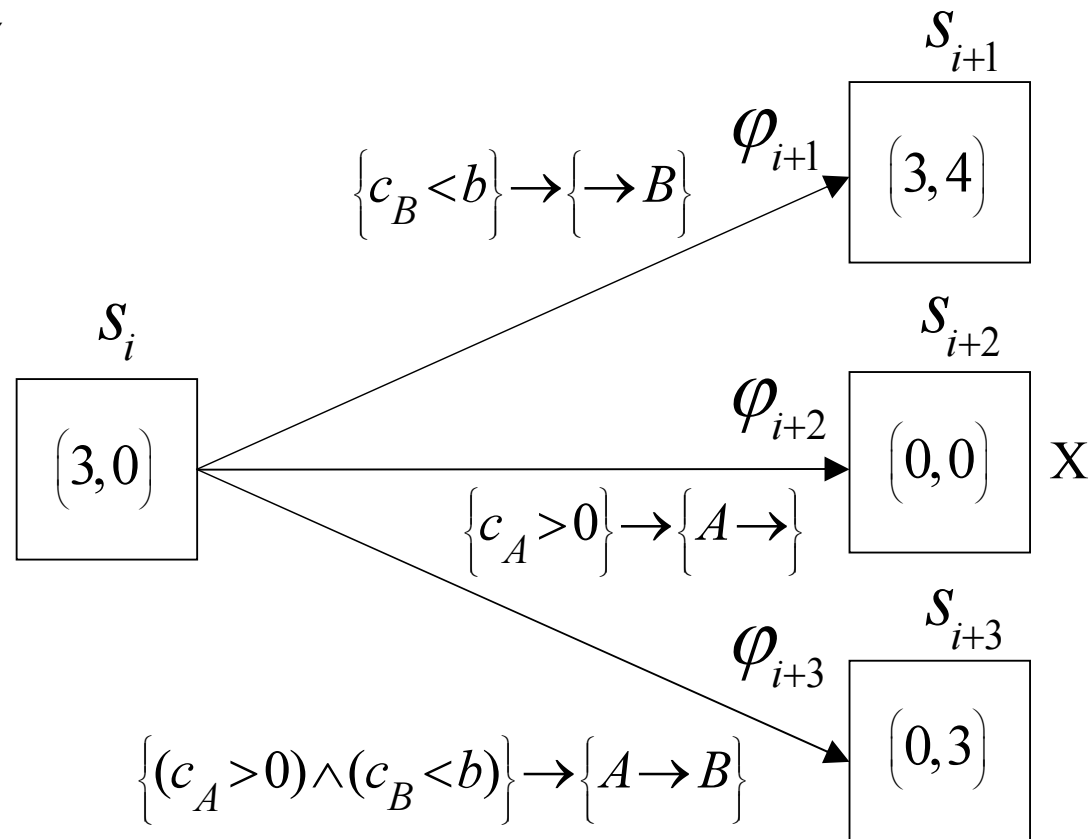 s_{i+1}
φ_{i+1}
(3,4)
{c_B < b} → {→ B}
s_i
(3,0)
s_{i+2}
φ_{i+2}
(0,0) X
{c_A > 0} → {A →}
s_{i+3}
φ_{i+3}
(0,3)
{(c_A > 0) ∧ (c_B < b)} → {A → B}